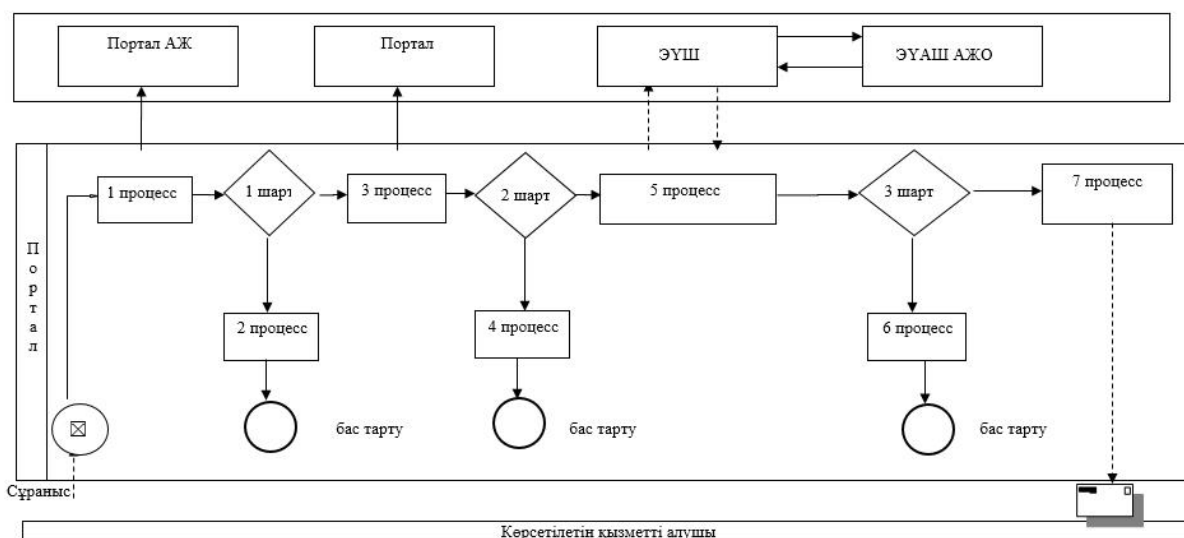 Портал АЖ
Портал
ЭҮШ
ЭҮАШ АЖО
1 процесс
1 шарт
3 процесс
2 шарт
5 процесс
3 шарт
7 процесс
Портал
2 процесс
4 процесс
6 процесс
бас тарту
бас тарту
бас тарту
Сұраныс
Көрсетілетін қызметті алушы